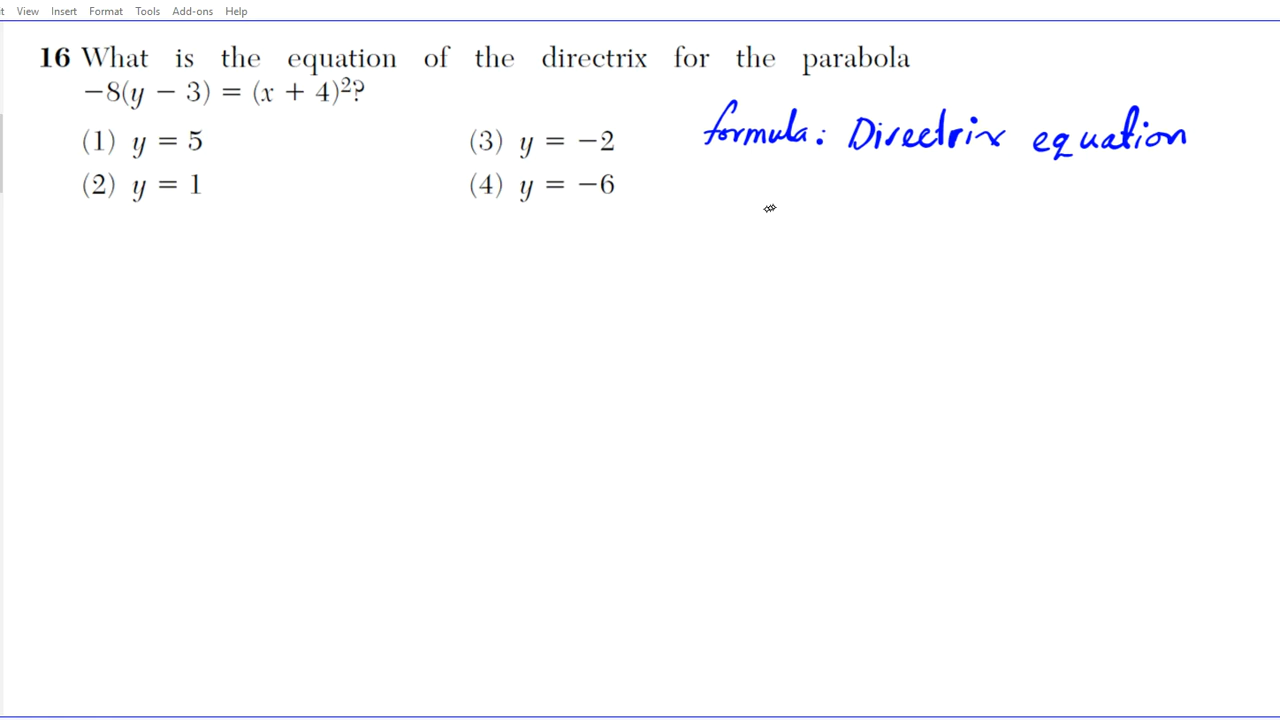 t View Insert Format Tools Add-ons Help
16 What is the equation of the directrix for the parabola
−8(y − 3) = (x + 4)²?
formula: Directrix equation
(1) y = 5 (3) y = −2
(2) y = 1 (4) y = −6